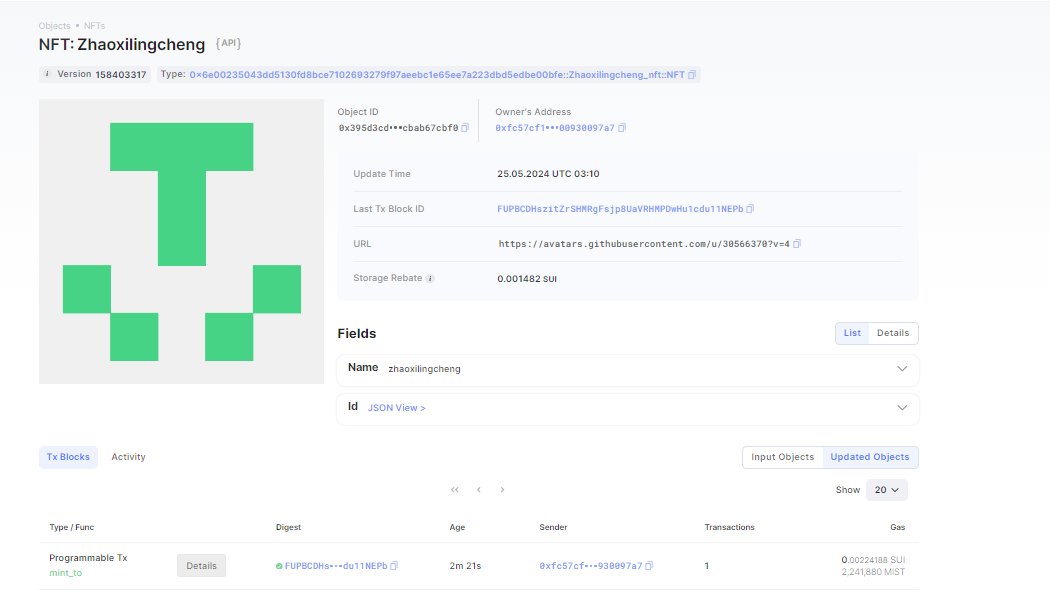 Objects • NFTs
NFT: Zhaoxilingcheng {API}
i Version 158403317 Type: 0x6e00235043dd5130fd8bce7102693279f97aeebc1e65ee7a223dbd5edbe00bfe::Zhaoxilingcheng_nft::NFT
Object ID Owner's Address
0x395d3cd•••cbab67cbf0 0xfc57cf1•••00930097a7
Update Time 25.05.2024 UTC 03:10
Last Tx Block ID FUPBCDHszitZrSHMRgFsjp8UaVRHMPDwHu1cdu11NEPb
URL https://avatars.githubusercontent.com/u/30566370?v=4
Storage Rebate i 0.001482 SUI
Fields List Details
Name zhaoxilingcheng
Id JSON View >
Tx Blocks Activity Input Objects Updated Objects
Show 20
Type / Func Digest Age Sender Transactions Gas
Programmable Tx Details FUPBCDHs•-•du11NEPb 2m 21s 0xfc57cf-•-930097a7 1 0.00224188 SUI
mint_to 2,241,880 MIST